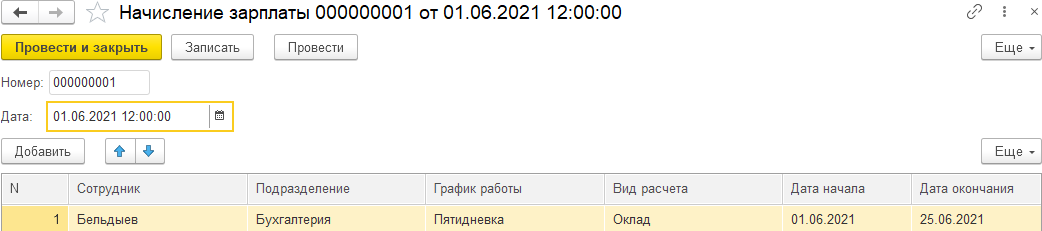 Начисление зарплаты 000000001 от 01.06.2021 12:00:00
Провести и закрыть Записать Провести Еще
Номер: 000000001
Дата: 01.06.2021 12:00:00
Добавить Еще
N Сотрудник Подразделение График работы Вид расчета Дата начала Дата окончания
1 Бельдыев Бухгалтерия Пятидневка Оклад 01.06.2021 25.06.2021